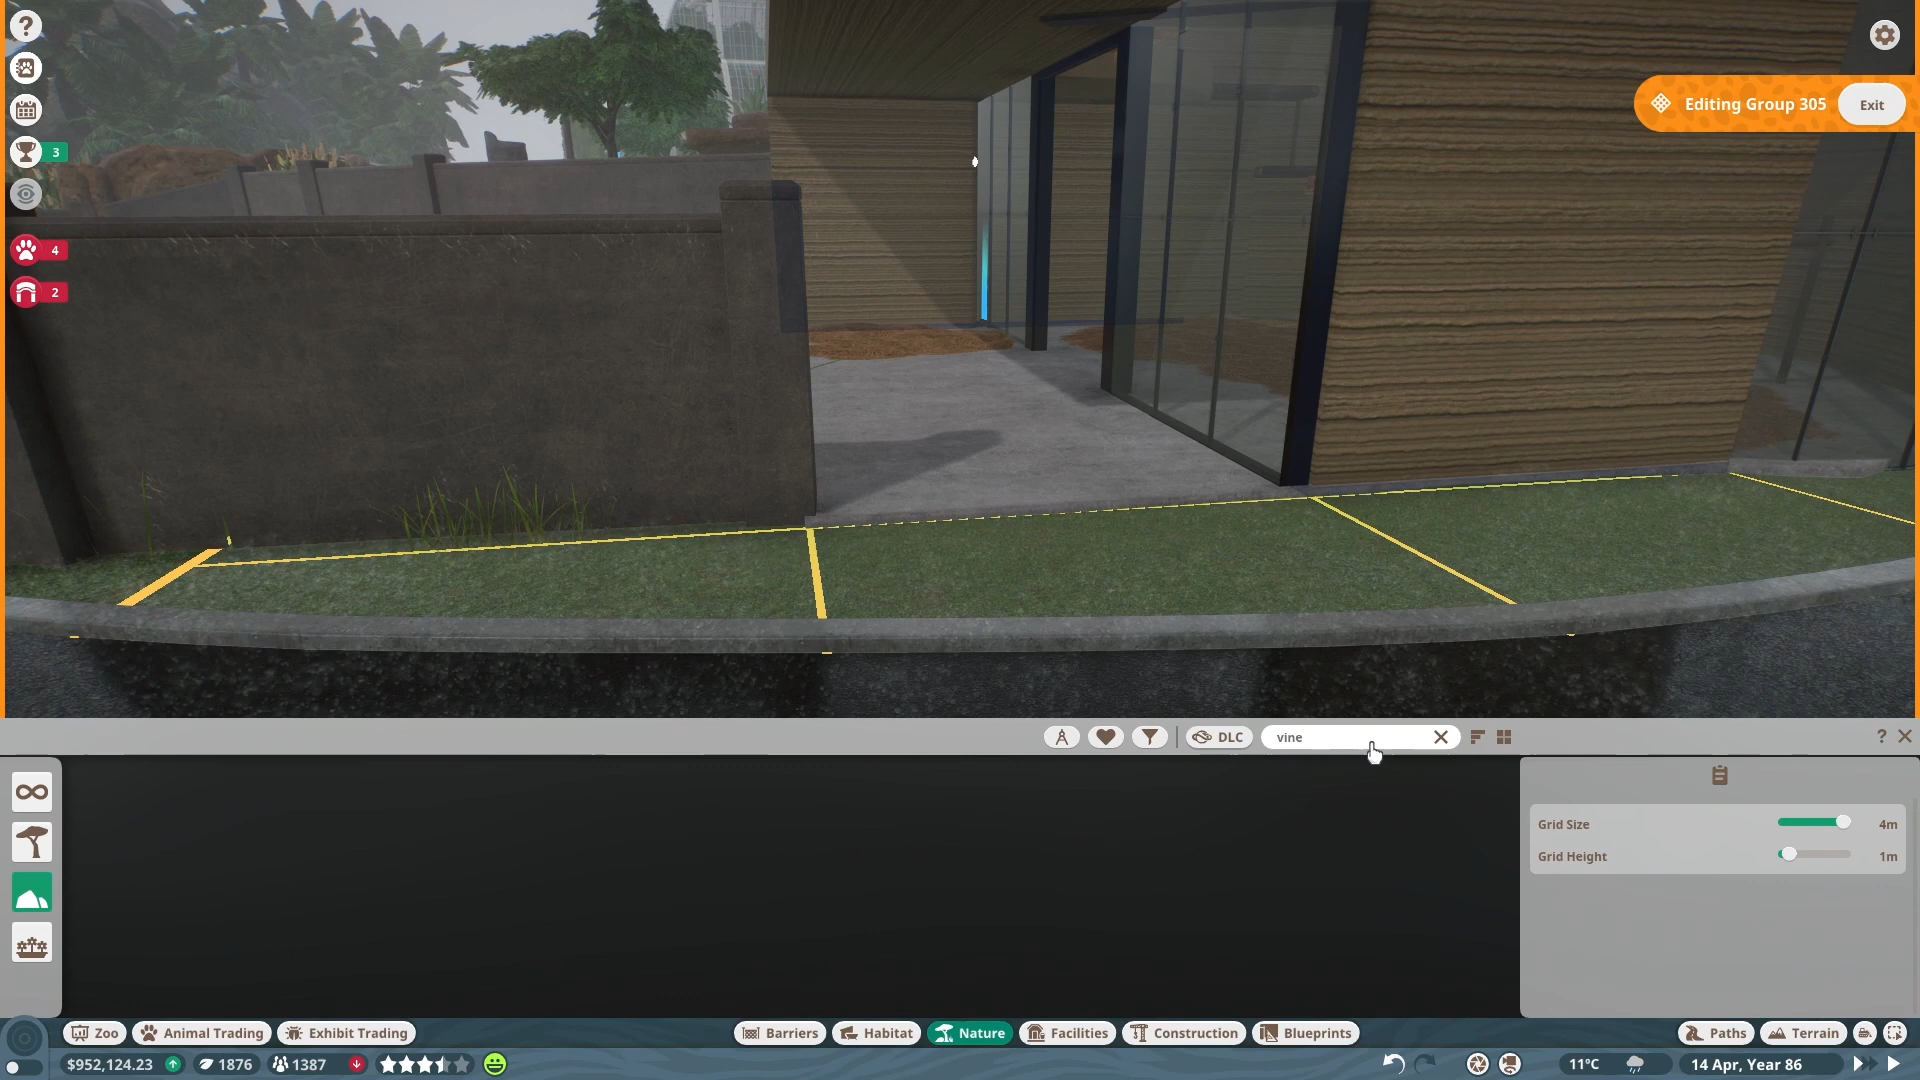 ?
3
4
2
Editing Group 305
Exit
DLC
vine
?
Grid Size
4m
Grid Height
1m
Zoo
Animal Trading
Exhibit Trading
Barriers
Habitat
Nature
Facilities
Construction
Blueprints
Paths
Terrain
$952,124.23
1876
1387
11°C
14 Apr, Year 86